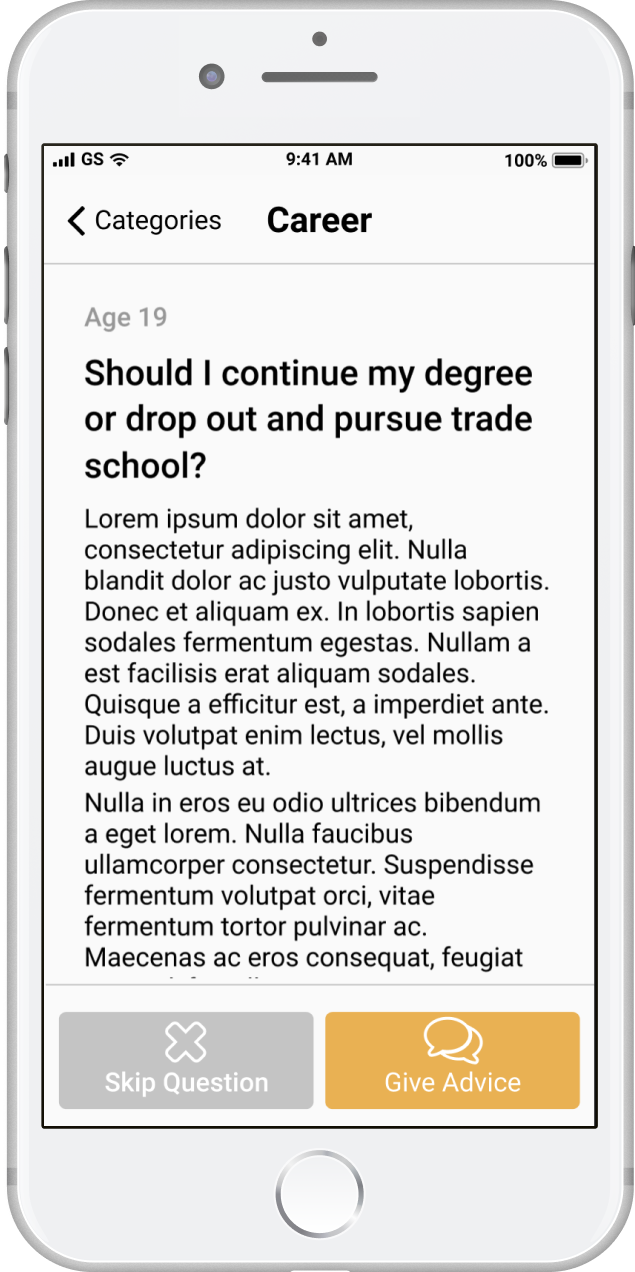 GS 9:41 AM 100%
Categories Career
Age 19
Should I continue my degree
or drop out and pursue trade
school?
Lorem ipsum dolor sit amet,
consectetur adipiscing elit. Nulla
blandit dolor ac justo vulputate lobortis.
Donec et aliquam ex. In lobortis sapien
sodales fermentum egestas. Nullam a
est facilisis erat aliquam sodales.
Quisque a efficitur est, a imperdiet ante.
Duis volutpat enim lectus, vel mollis
augue luctus at.
Nulla in eros eu odio ultrices bibendum
a eget lorem. Nulla faucibus
ullamcorper consectetur. Suspendisse
fermentum volutpat orci, vitae
fermentum tortor pulvinar ac.
Maecenas ac eros consequat, feugiat
Skip Question Give Advice